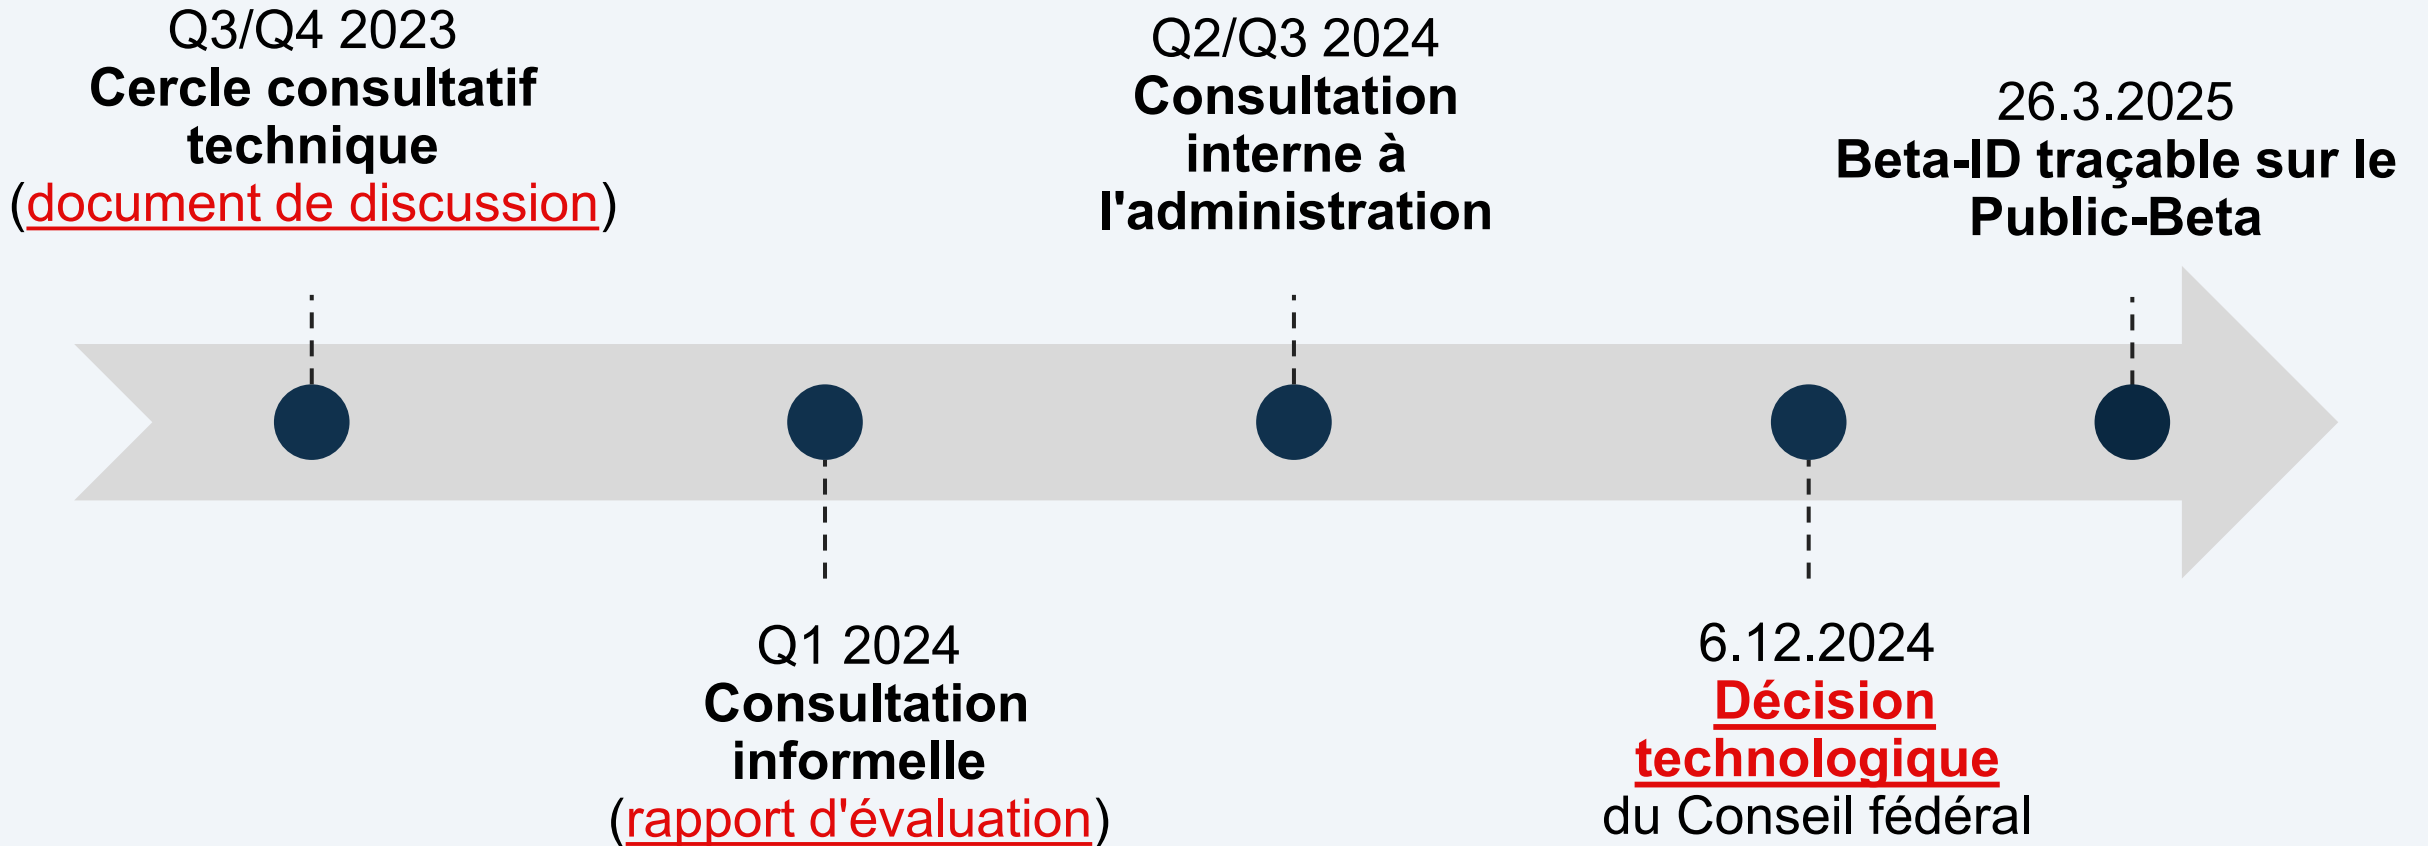 Q3/Q4 2023
Cercle consultatif
technique
(document de discussion)
Q1 2024
Consultation
informelle
(rapport d'évaluation)
Q2/Q3 2024
Consultation
interne à
l'administration
6.12.2024
Décision
technologique
du Conseil fédéral
26.3.2025
Beta-ID traçable sur le
Public-Beta